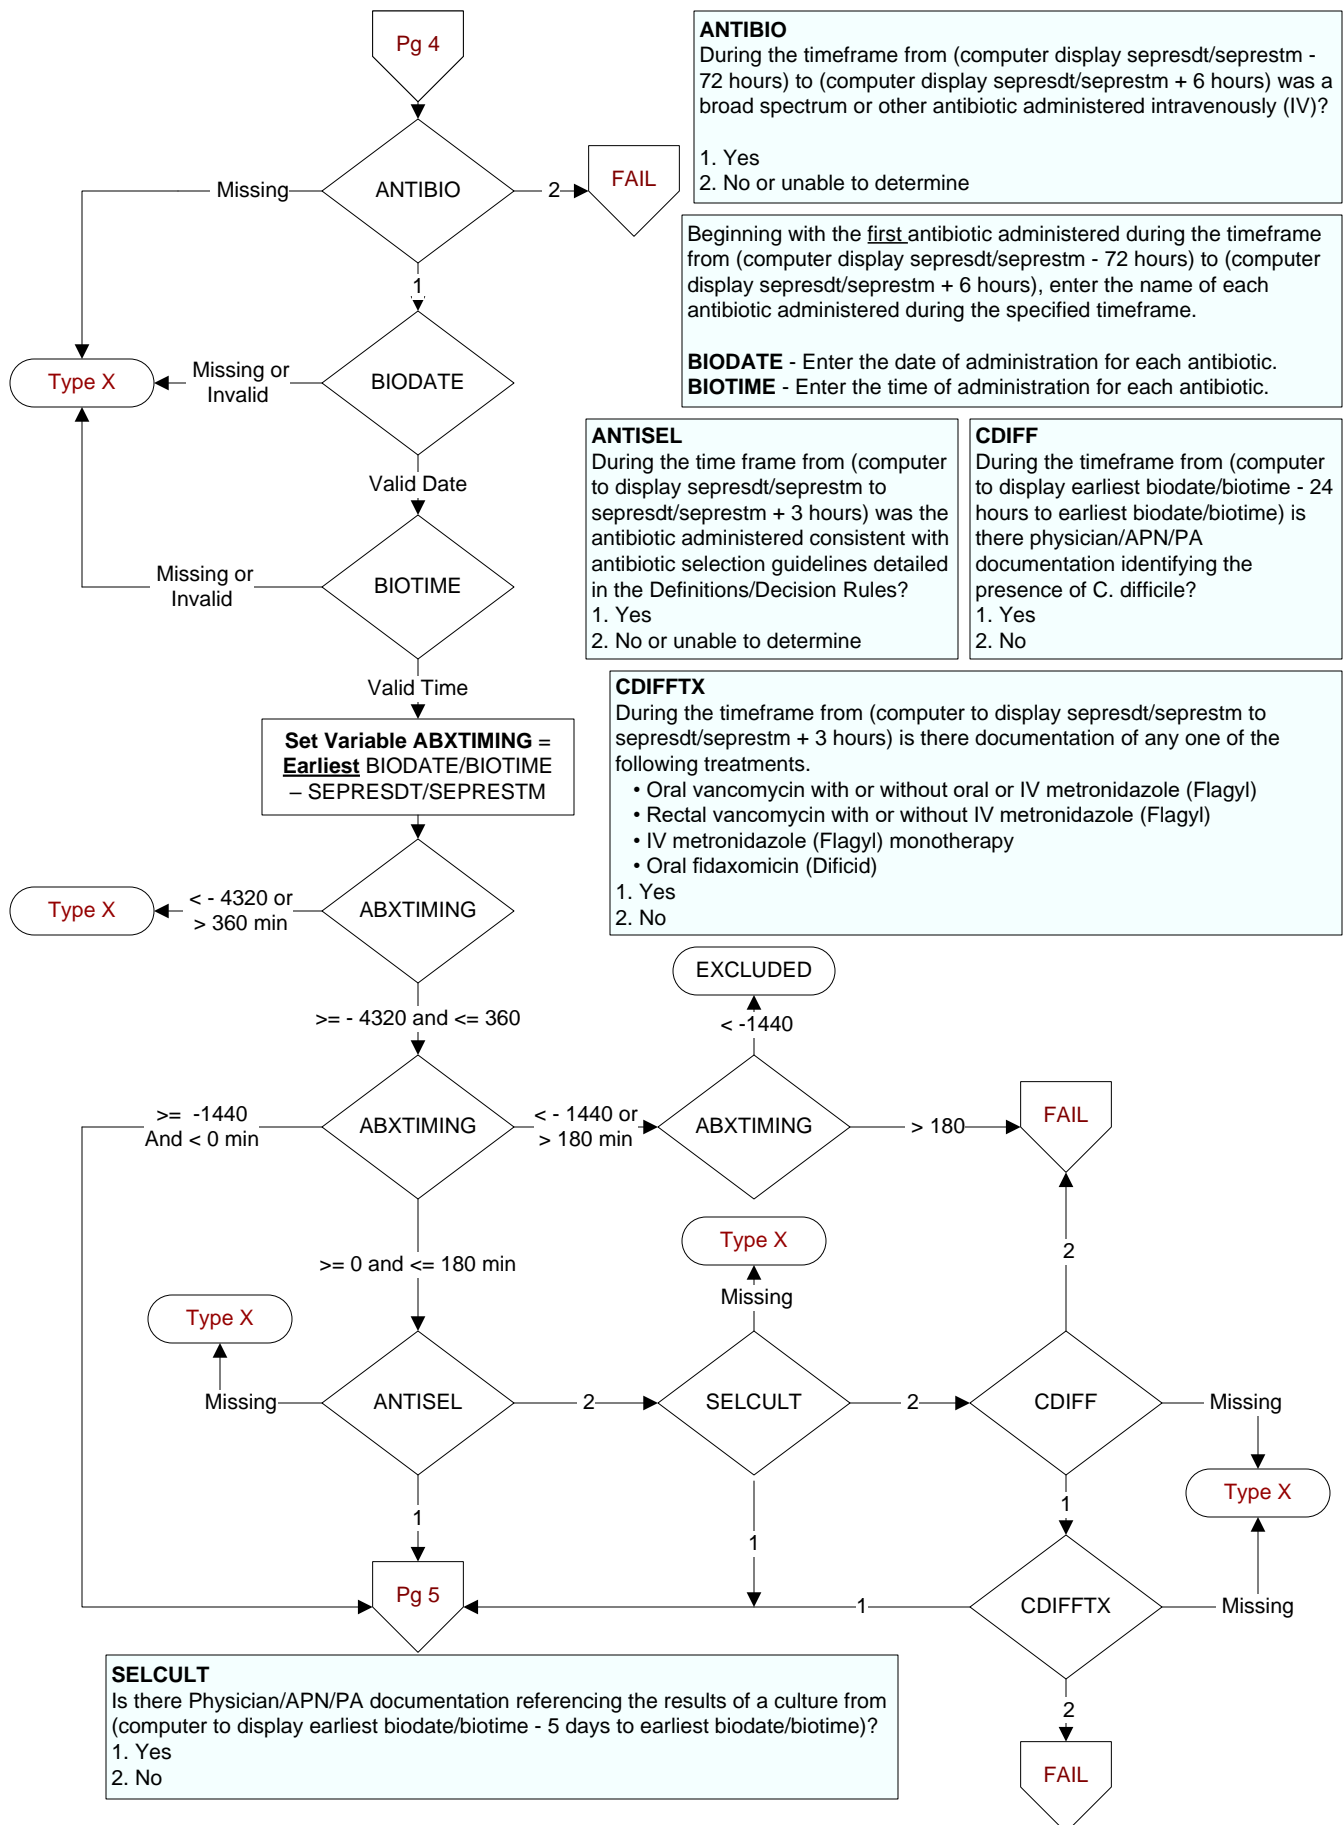 Pg 4
ANTIBIO
During the timeframe from (computer display sepresdt/seprestm -
72 hours) to (computer display sepresdt/seprestm + 6 hours) was a
broad spectrum or other antibiotic administered intravenously (IV)?
1. Yes
2. No or unable to determine
Missing
ANTIBIO
2
FAIL
1
Beginning with the first antibiotic administered during the timeframe
from (computer display sepresdt/seprestm - 72 hours) to (computer
display sepresdt/seprestm + 6 hours), enter the name of each
antibiotic administered during the specified timeframe.
BIODATE - Enter the date of administration for each antibiotic.
BIOTIME - Enter the time of administration for each antibiotic.
Type X
Missing or
Invalid
BIODATE
Valid Date
ANTISEL
During the time frame from (computer
to display sepresdt/seprestm to
sepresdt/seprestm + 3 hours) was the
antibiotic administered consistent with
antibiotic selection guidelines detailed
in the Definitions/Decision Rules?
1. Yes
2. No or unable to determine
CDIFF
During the timeframe from (computer
to display earliest biodate/biotime - 24
hours to earliest biodate/biotime) is
there physician/APN/PA
documentation identifying the
presence of C. difficile?
1. Yes
2. No
Missing or
Invalid
BIOTIME
Valid Time
CDIFFTX
During the timeframe from (computer to display sepresdt/seprestm to
sepresdt/seprestm + 3 hours) is there documentation of any one of the
following treatments.
• Oral vancomycin with or without oral or IV metronidazole (Flagyl)
• Rectal vancomycin with or without IV metronidazole (Flagyl)
• IV metronidazole (Flagyl) monotherapy
• Oral fidaxomicin (Dificid)
1. Yes
2. No
Set Variable ABXTIMING =
Earliest BIODATE/BIOTIME
– SEPRESDT/SEPRESTM
Type X
< - 4320 or
> 360 min
ABXTIMING
>= - 4320 and <= 360
EXCLUDED
< -1440
>= -1440
And < 0 min
ABXTIMING
< - 1440 or
> 180 min
ABXTIMING
> 180
FAIL
>= 0 and <= 180 min
Type X
Missing
2
Type X
Missing
ANTISEL
2
SELCULT
2
CDIFF
Missing
Type X
1
1
1
Pg 5
1
CDIFFTX
Missing
2
FAIL
SELCULT
Is there Physician/APN/PA documentation referencing the results of a culture from
(computer to display earliest biodate/biotime - 5 days to earliest biodate/biotime)?
1. Yes
2. No